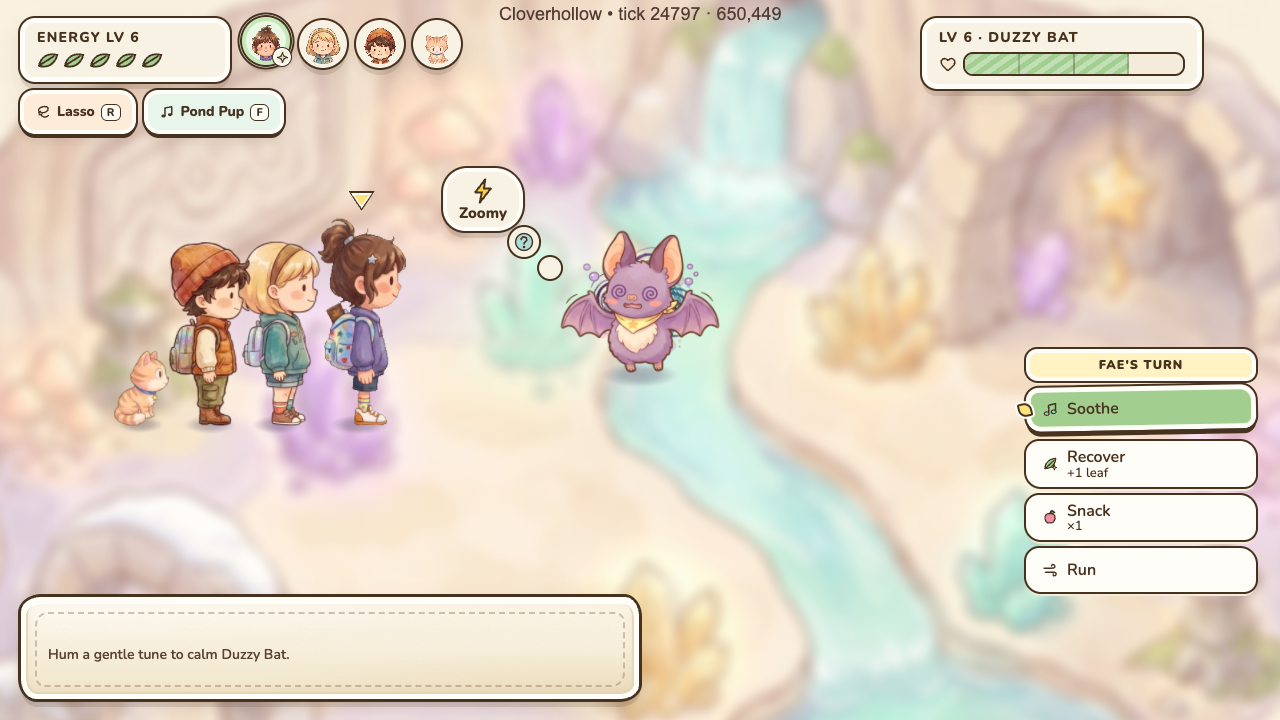 Cloverhollow • tick 24797 · 650,449
ENERGY LV 6
Lasso R
Pond Pup F
LV 6 · DUZZY BAT
Zoomy
?
FAE'S TURN
Soothe
Recover
+1 leaf
Snack
×1
Run
Hum a gentle tune to calm Duzzy Bat.